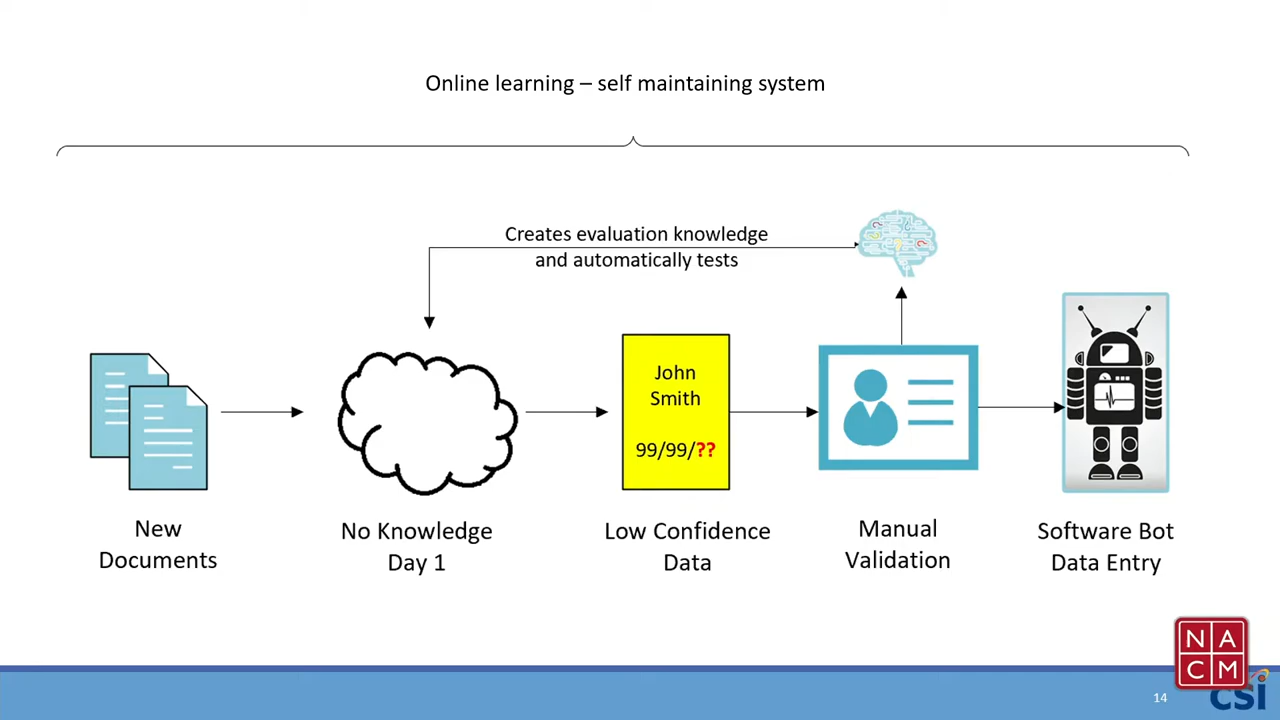 Online learning – self maintaining system
Creates evaluation knowledge
and automatically tests
John
Smith
99/99/??
New
Documents
No Knowledge
Day 1
Low Confidence
Data
Manual
Validation
Software Bot
Data Entry
14
N A
C M
csi